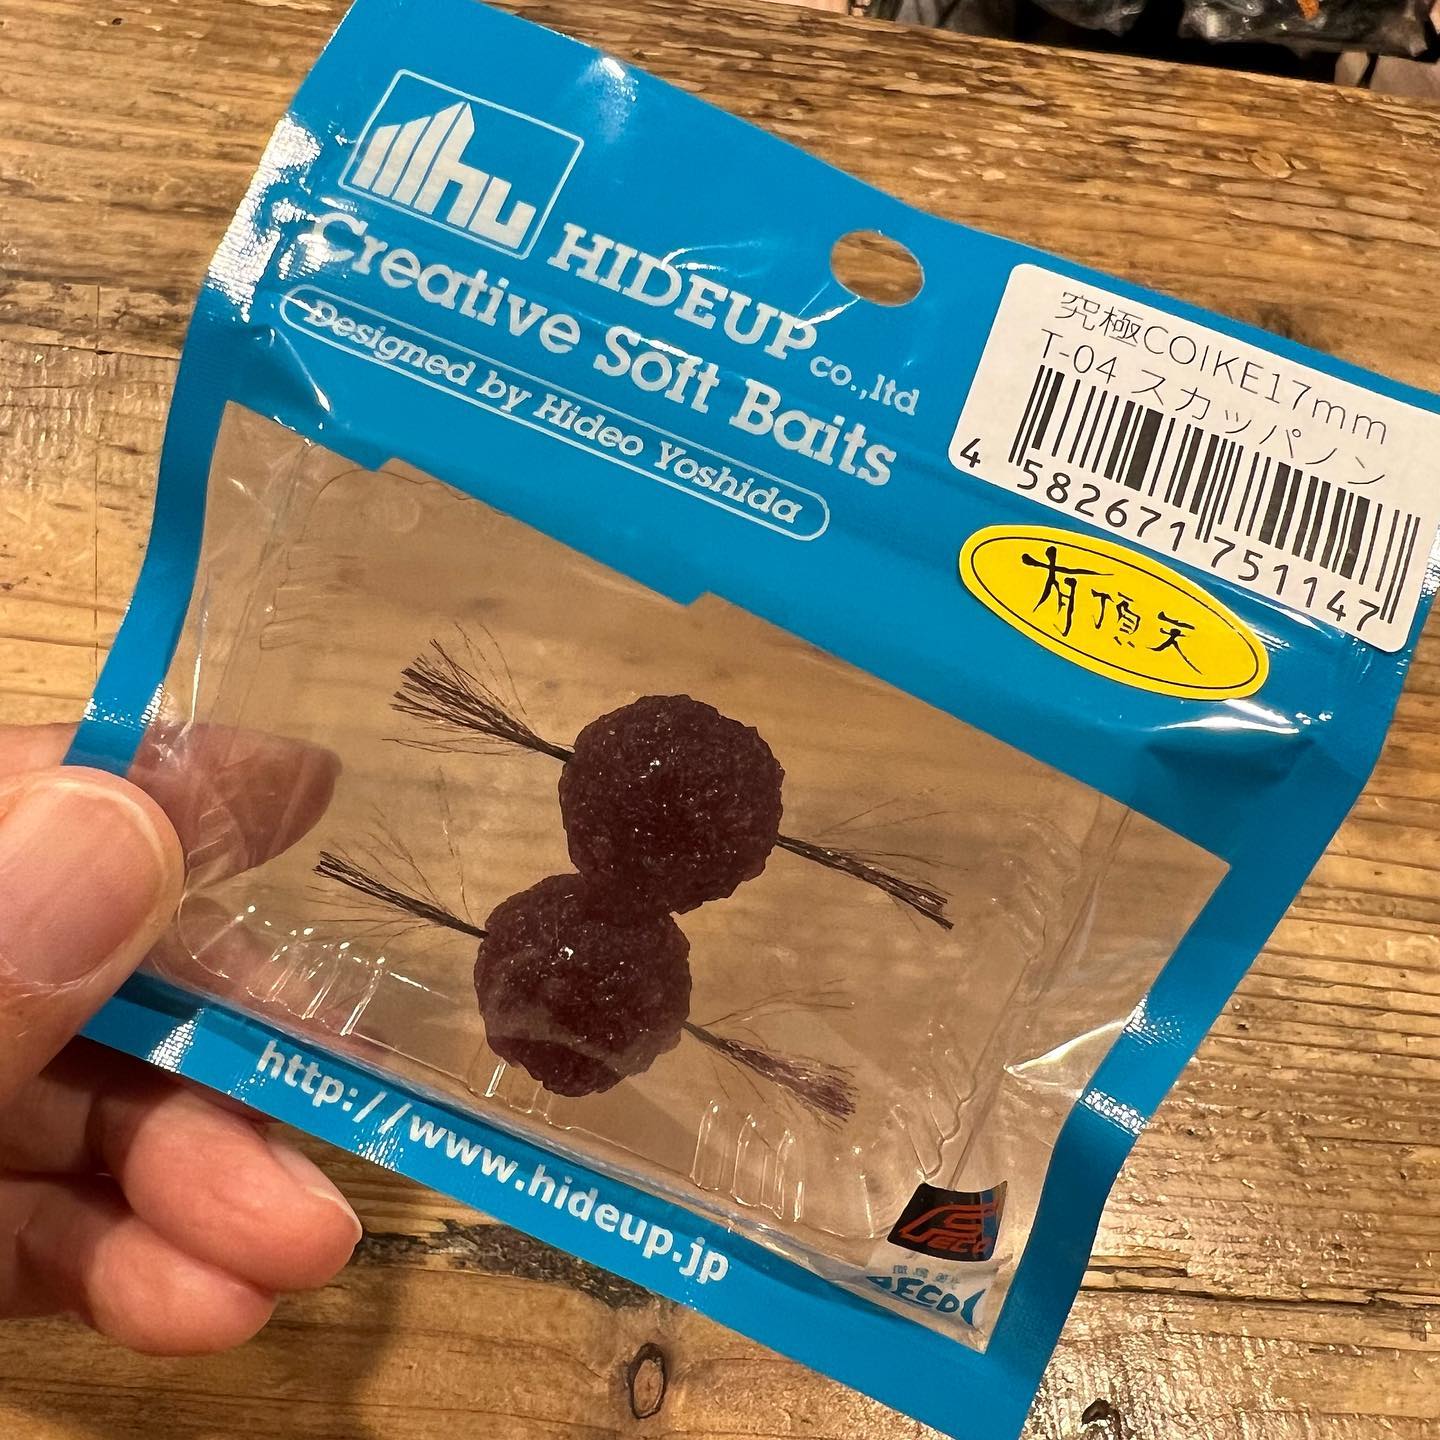 hu
HIDEUP co.,ltd
Creative Soft Baits
Designed by Hideo Yoshida
究極COIKE17mm
T-04 スカッパノン
4 582671 751147
有頂天
http://www.hideup.jp
FECO